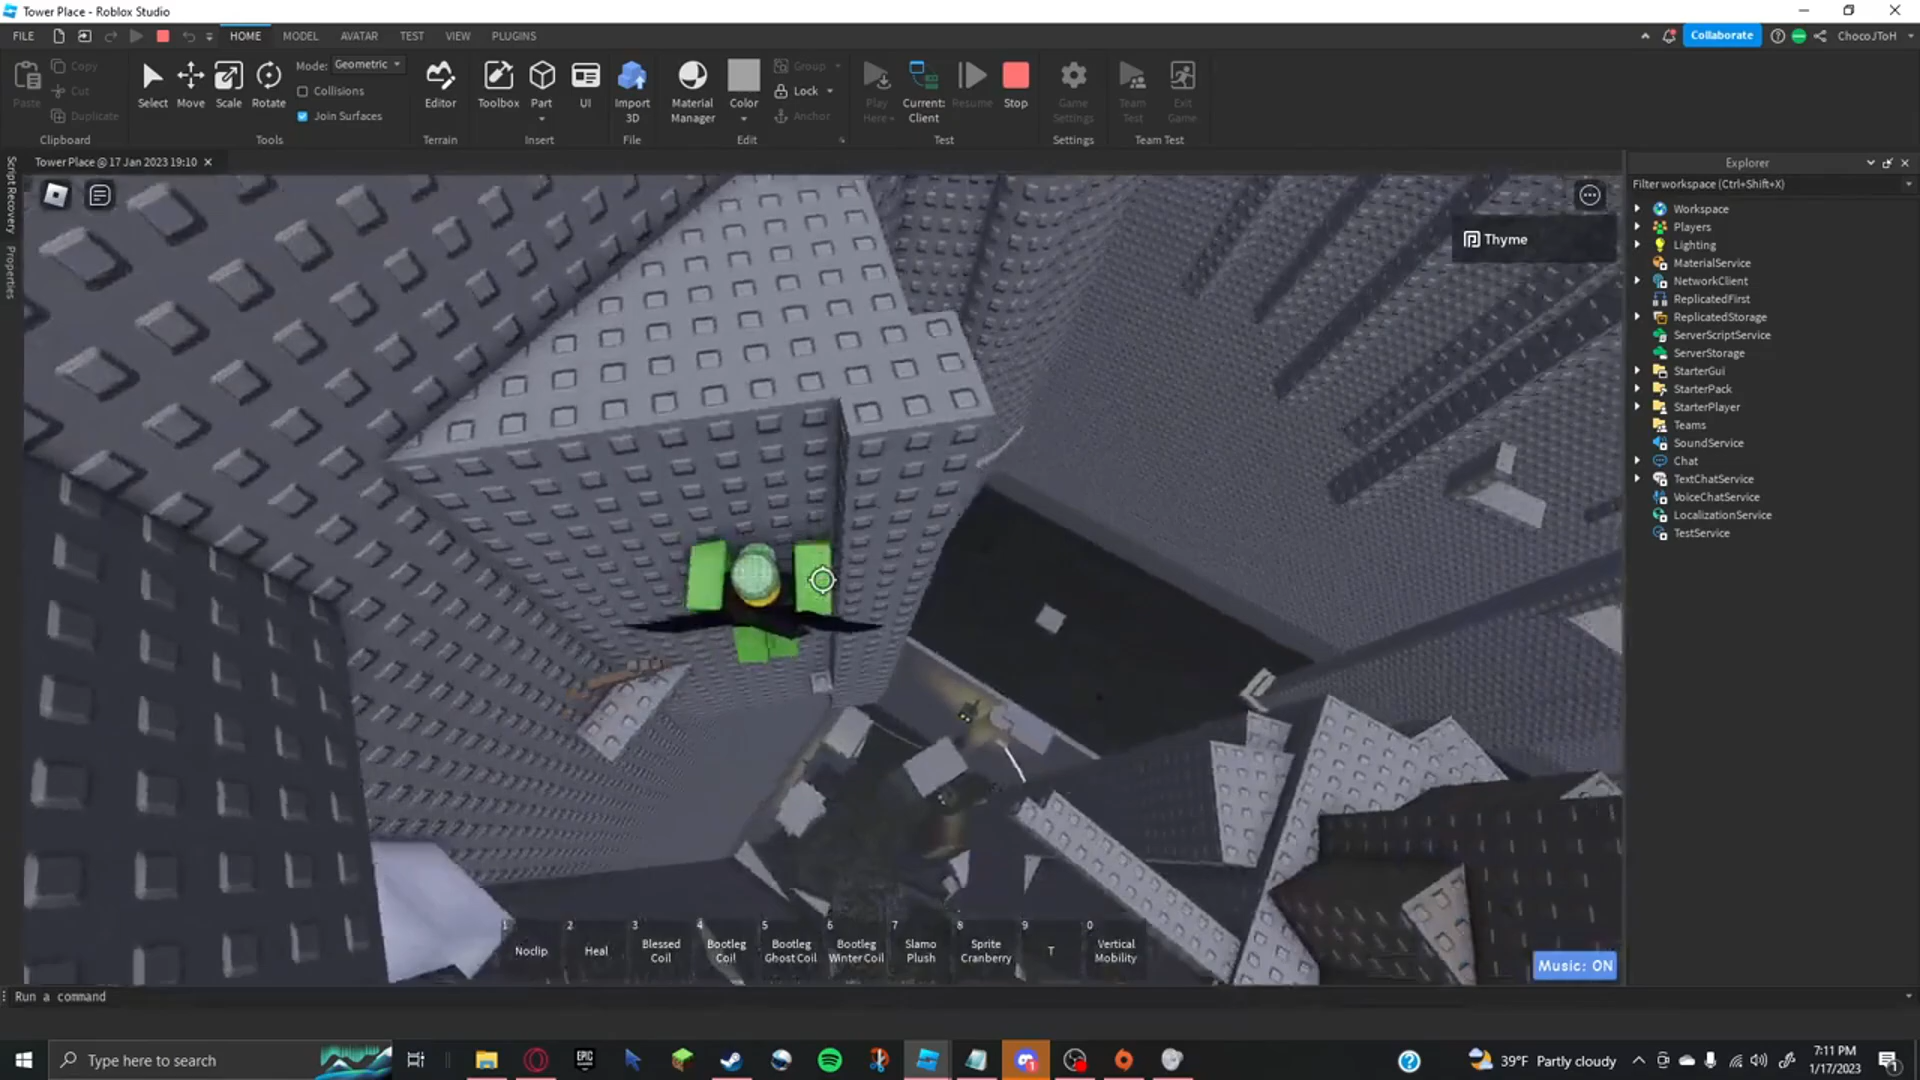 Tower Place - Roblox Studio
FILE HOME MODEL AVATAR TEST VIEW PLUGINS Collaborate ChocoJToH
Paste Copy Cut Duplicate Clipboard
Select Move Scale Rotate Mode: Geometric Collisions Join Surfaces Tools
Editor Terrain
Toolbox Part UI Insert
Import 3D File
Material Manager Color Group Lock Anchor Edit
Play Here Current: Client Resume Stop Test
Game Settings Settings
Team Test Exit Game Team Test
Tower Place @ 17 Jan 2023 19:10
Script Recovery
Properties
Explorer
Filter workspace (Ctrl+Shift+X)
Workspace
Players
Lighting
MaterialService
NetworkClient
ReplicatedFirst
ReplicatedStorage
ServerScriptService
ServerStorage
StarterGui
StarterPack
StarterPlayer
Teams
SoundService
Chat
TextChatService
VoiceChatService
LocalizationService
TestService
Thyme
1 Noclip
2 Heal
3 Blessed Coil
4 Bootleg Coil
5 Bootleg Ghost Coil
6 Bootleg Winter Coil
7 Slamo Plush
8 Sprite Cranberry
9 T
0 Vertical Mobility
Music: ON
Run a command
Type here to search
EPIC
1
39°F Partly cloudy
7:11 PM
1/17/2023
1